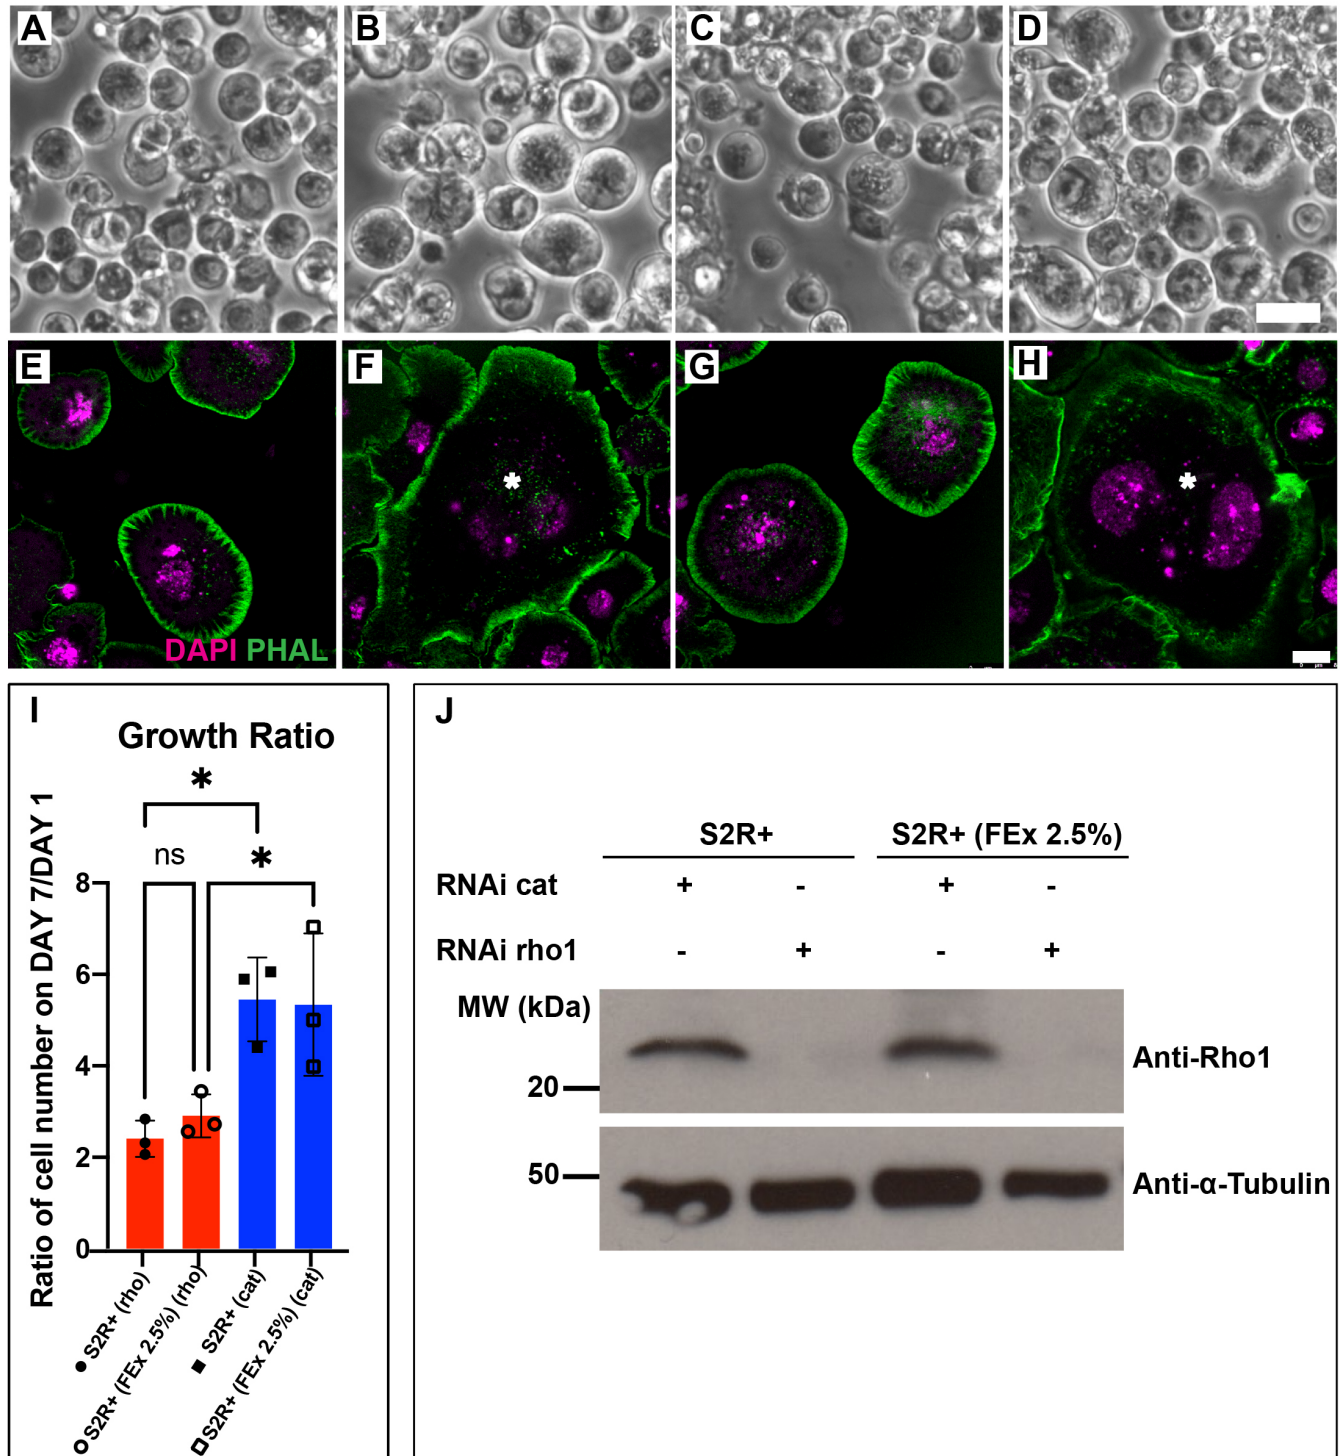 A B C D
E F G H
* *
DAPI PHAL
I
Growth Ratio
*
ns *
Ratio of cell number on DAY 7/DAY 1
8
6
4
2
0
S2R+ (rho)
S2R+ (FEx 2.5%) (rho)
S2R+ (cat)
S2R+ (FEx 2.5%) (cat)
J
S2R+ S2R+ (FEx 2.5%)
RNAi cat + - + -
RNAi rho1 - + - +
MW (kDa)
20
Anti-Rho1
50
Anti-α-Tubulin